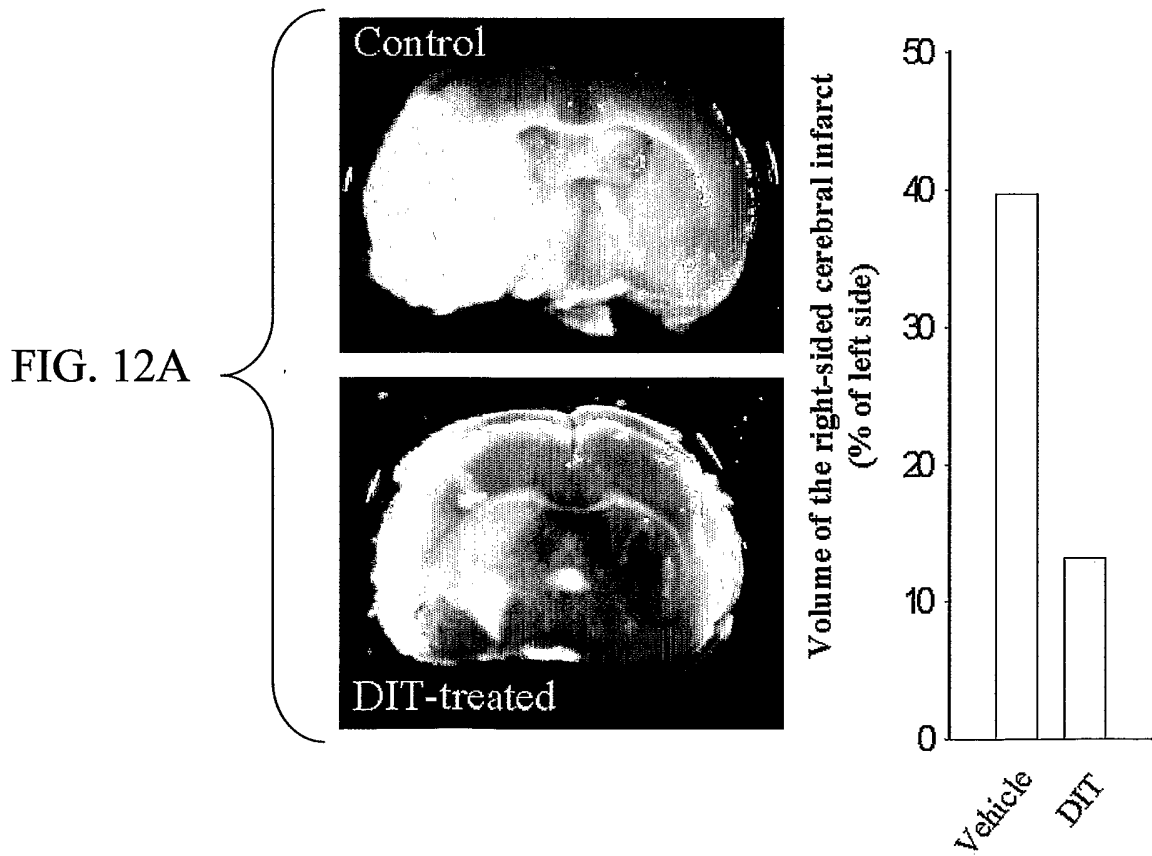 FIG. 12A
Control
DIT-treated
Volume of the right-sided cerebral infarct
(% of left side)
50
40
30
20
10
0
Vehicle
DIT